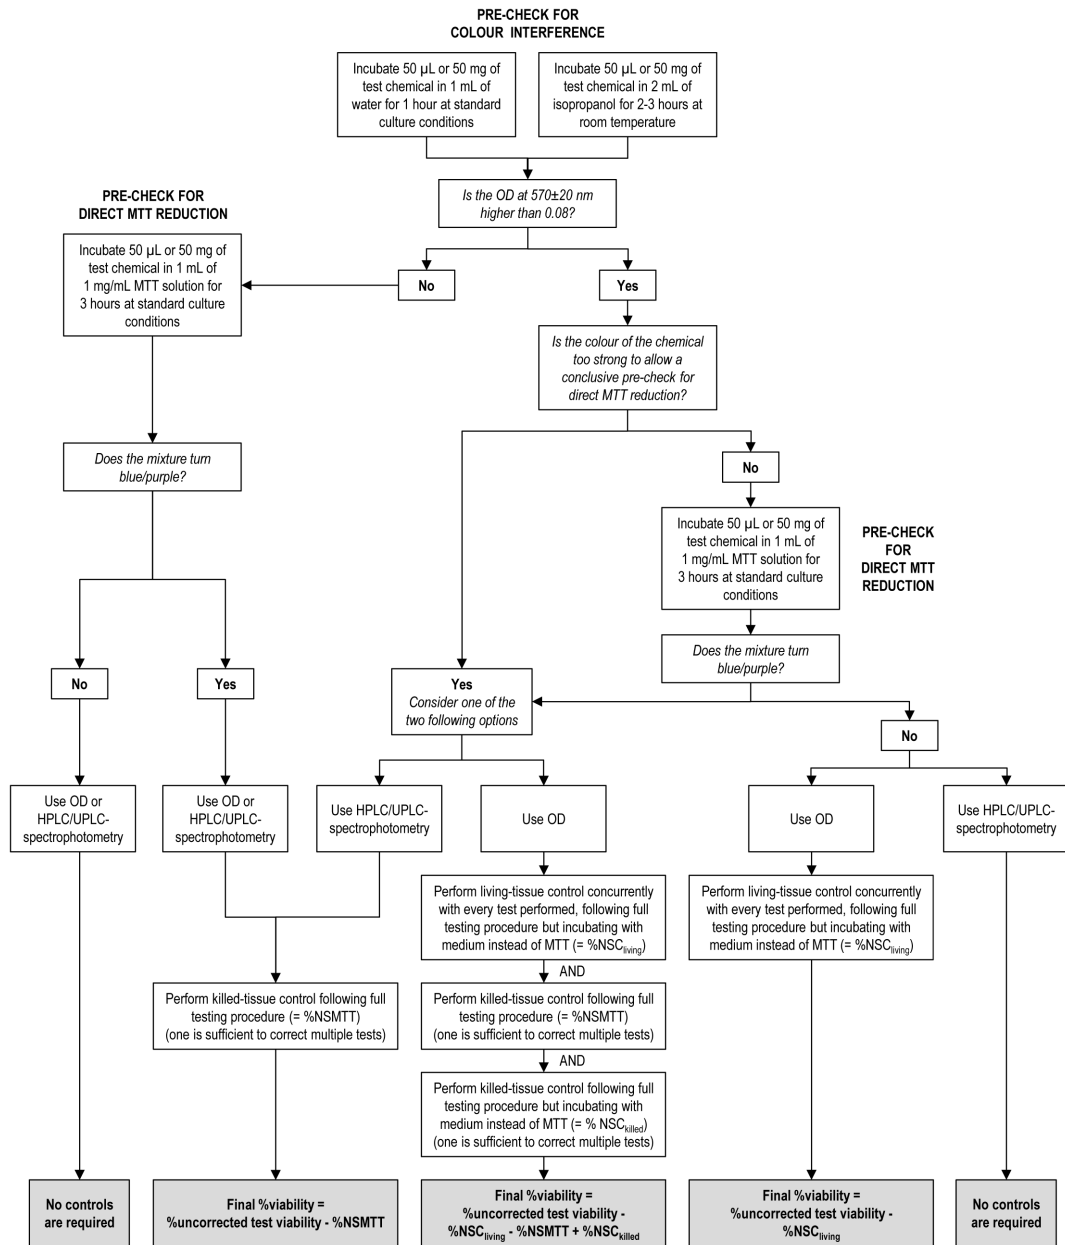 PRE-CHECK FOR
COLOUR INTERFERENCE
Incubate 50 µL or 50 mg of
test chemical in 1 mL of
water for 1 hour at standard
culture conditions
Incubate 50 µL or 50 mg of
test chemical in 2 mL of
isopropanol for 2-3 hours at
room temperature
Is the OD at 570±20 nm
higher than 0.08?
PRE-CHECK FOR
DIRECT MTT REDUCTION
Incubate 50 µL or 50 mg of
test chemical in 1 mL of
1 mg/mL MTT solution for
3 hours at standard culture
conditions
No
Yes
Is the colour of the chemical
too strong to allow a
conclusive pre-check for
direct MTT reduction?
Does the mixture turn
blue/purple?
No
Incubate 50 µL or 50 mg of
test chemical in 1 mL of
1 mg/mL MTT solution for
3 hours at standard culture
conditions
PRE-CHECK
FOR
DIRECT MTT
REDUCTION
Does the mixture turn
blue/purple?
No
Yes
Yes
Consider one of the
two following options
No
Use OD or
HPLC/UPLC-
spectrophotometry
Use OD or
HPLC/UPLC-
spectrophotometry
Use HPLC/UPLC-
spectrophotometry
Use OD
Use OD
Use HPLC/UPLC-
spectrophotometry
Perform living-tissue control concurrently
with every test performed, following full
testing procedure but incubating with
medium instead of MTT (= %NSCliving)
Perform living-tissue control concurrently
with every test performed, following full
testing procedure but incubating with
medium instead of MTT (= %NSCliving)
AND
Perform killed-tissue control following full
testing procedure (= %NSMTT)
(one is sufficient to correct multiple tests)
Perform killed-tissue control following full
testing procedure (= %NSMTT)
(one is sufficient to correct multiple tests)
AND
Perform killed-tissue control following full
testing procedure but incubating with
medium instead of MTT (= % NSCkilled)
(one is sufficient to correct multiple tests)
No controls
are required
Final %viability =
%uncorrected test viability - %NSMTT
Final %viability =
%uncorrected test viability -
%NSCliving - %NSMTT + %NSCkilled
Final %viability =
%uncorrected test viability -
%NSCliving
No controls
are required